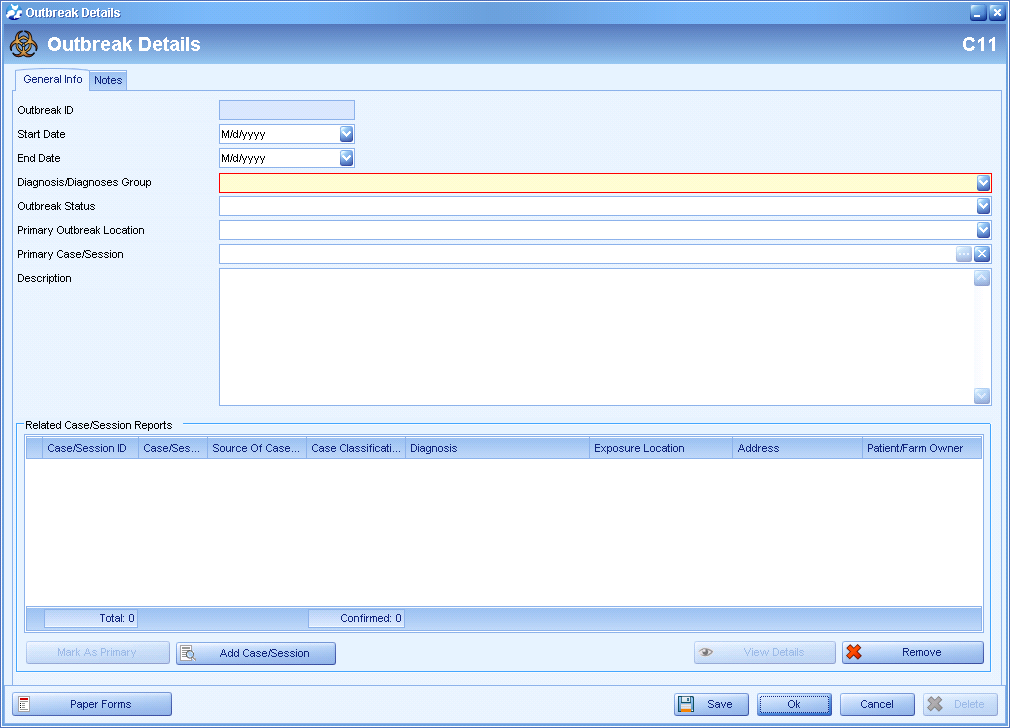 Outbreak Details
Outbreak Details C11
General Info Notes
Outbreak ID
Start Date M/d/yyyy
End Date M/d/yyyy
Diagnosis/Diagnoses Group
Outbreak Status
Primary Outbreak Location
Primary Case/Session
Description
Related Case/Session Reports
Case/Session ID Case/Ses... Source Of Case... Case Classificati... Diagnosis Exposure Location Address Patient/Farm Owner
Total: 0 Confirmed: 0
Mark As Primary Add Case/Session View Details Remove
Paper Forms Save Ok Cancel Delete